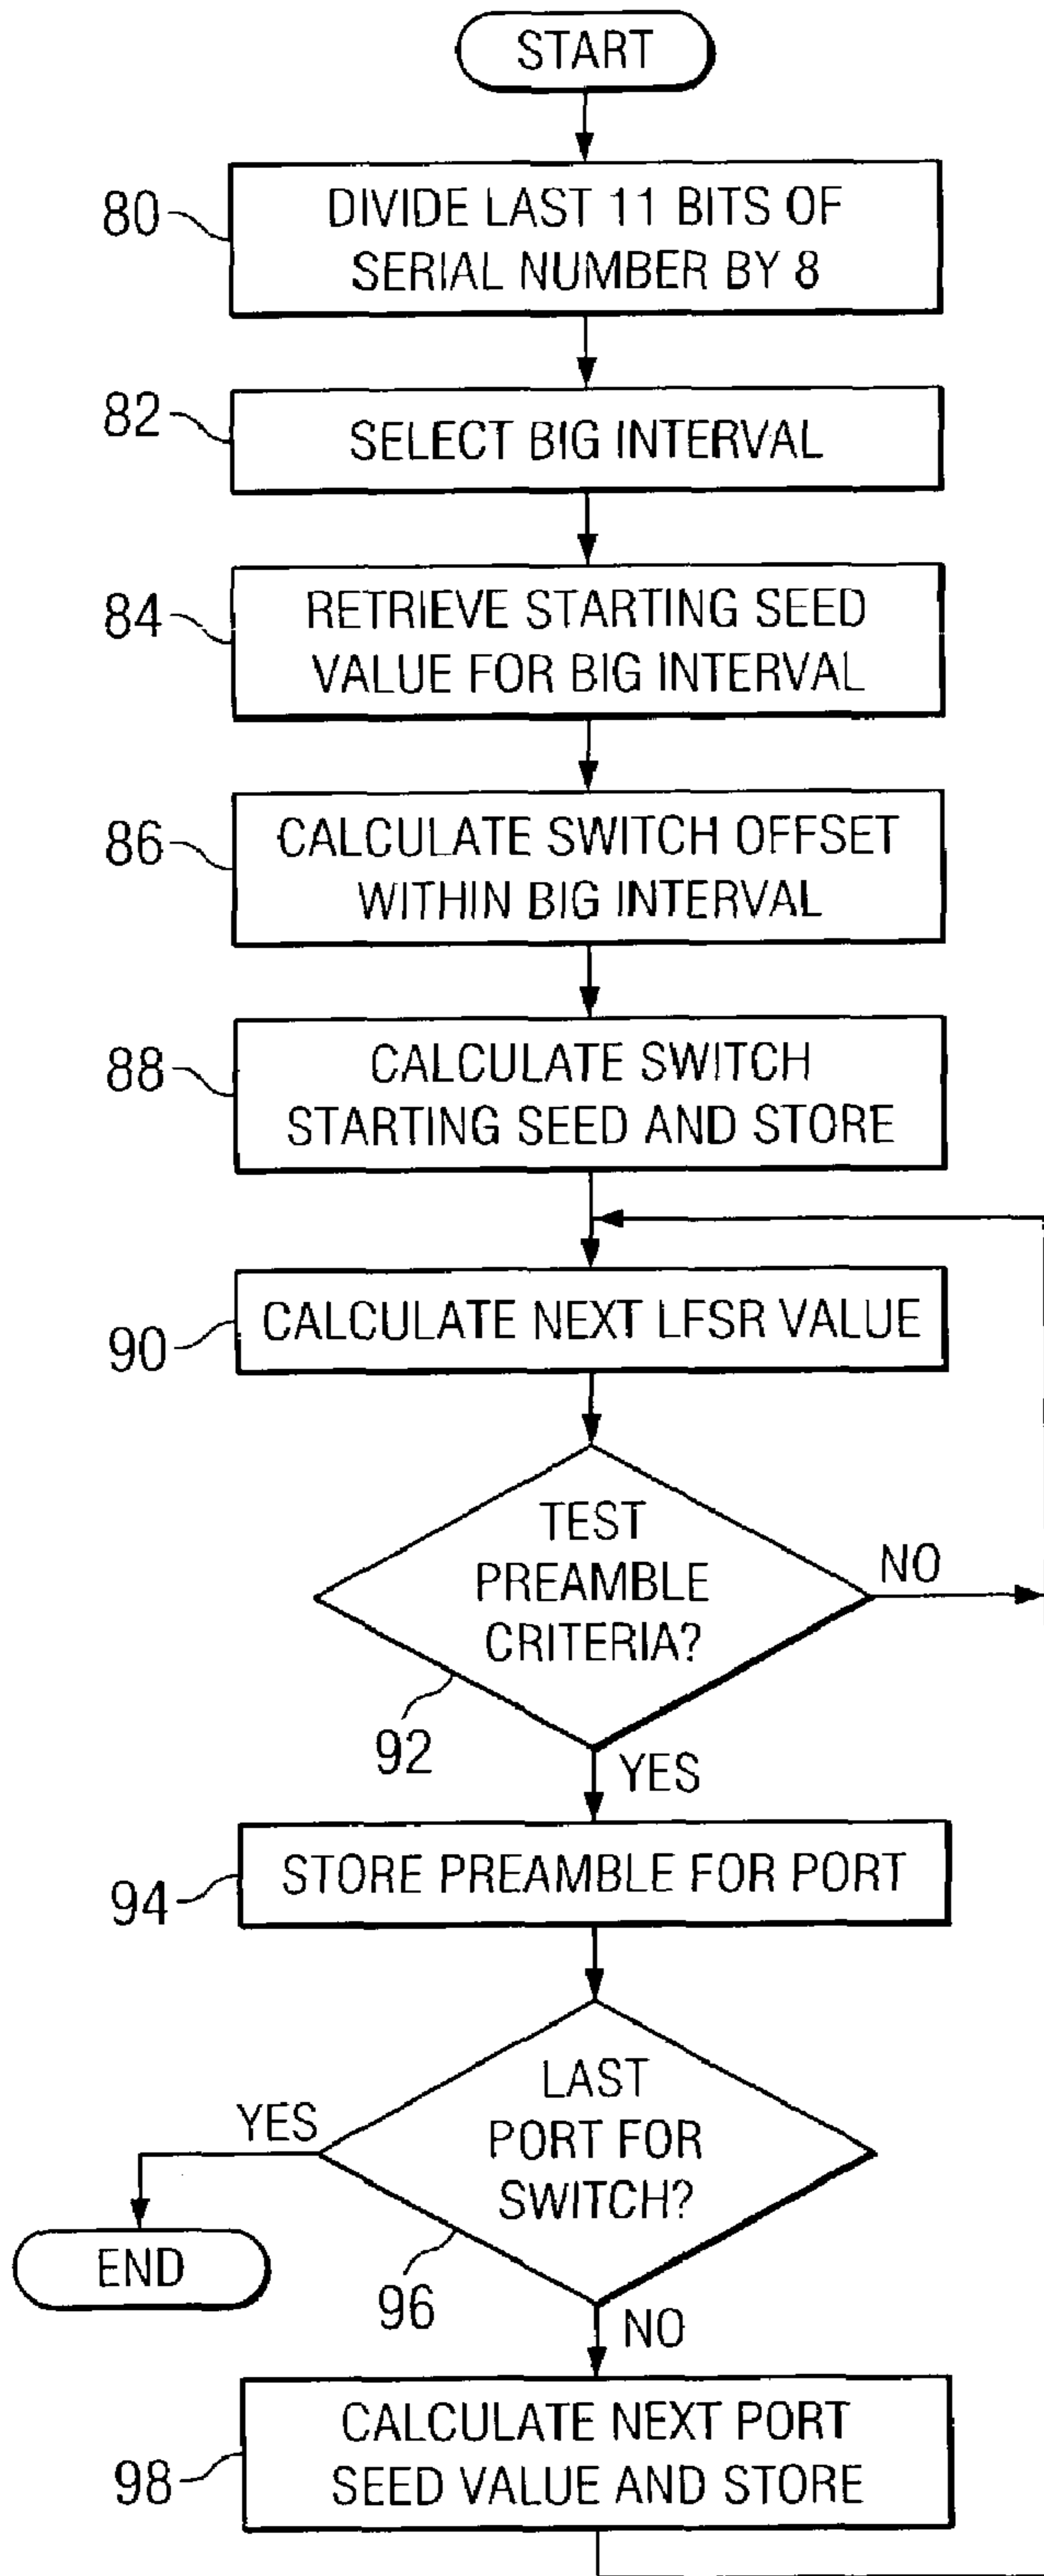 START
80
DIVIDE LAST 11 BITS OF
SERIAL NUMBER BY 8
82
SELECT BIG INTERVAL
84
RETRIEVE STARTING SEED
VALUE FOR BIG INTERVAL
86
CALCULATE SWITCH OFFSET
WITHIN BIG INTERVAL
88
CALCULATE SWITCH
STARTING SEED AND STORE
90
CALCULATE NEXT LFSR VALUE
TEST
PREAMBLE
CRITERIA?
NO
92
YES
94
STORE PREAMBLE FOR PORT
LAST
PORT FOR
SWITCH?
YES
END
96
NO
98
CALCULATE NEXT PORT
SEED VALUE AND STORE